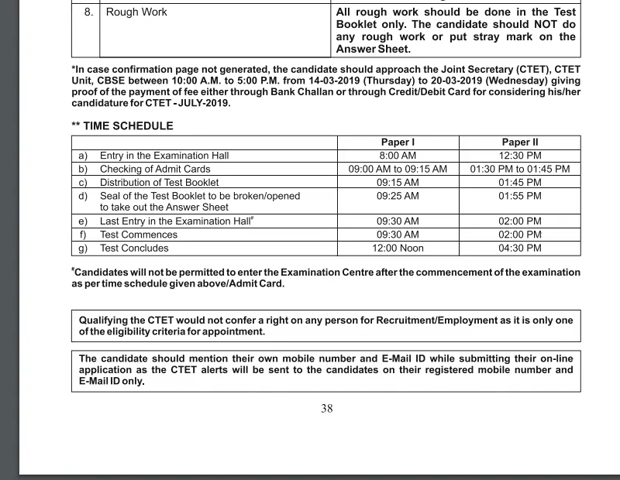 8. Rough Work All rough work should be done in the Test
Booklet only. The candidate should NOT do
any rough work or put stray mark on the
Answer Sheet.
*In case confirmation page not generated, the candidate should approach the Joint Secretary (CTET), CTET
Unit, CBSE between 10:00 A.M. to 5:00 P.M. from 14-03-2019 (Thursday) to 20-03-2019 (Wednesday) giving
proof of the payment of fee either through Bank Challan or through Credit/Debit Card for considering his/her
candidature for CTET - JULY-2019.
** TIME SCHEDULE
Paper I Paper II
a) Entry in the Examination Hall 8:00 AM 12:30 PM
b) Checking of Admit Cards 09:00 AM to 09:15 AM 01:30 PM to 01:45 PM
c) Distribution of Test Booklet 09:15 AM 01:45 PM
d) Seal of the Test Booklet to be broken/opened 09:25 AM 01:55 PM
to take out the Answer Sheet
e) Last Entry in the Examination Hall# 09:30 AM 02:00 PM
f) Test Commences 09:30 AM 02:00 PM
g) Test Concludes 12:00 Noon 04:30 PM
#Candidates will not be permitted to enter the Examination Centre after the commencement of the examination
as per time schedule given above/Admit Card.
Qualifying the CTET would not confer a right on any person for Recruitment/Employment as it is only one
of the eligibility criteria for appointment.
The candidate should mention their own mobile number and E-Mail ID while submitting their on-line
application as the CTET alerts will be sent to the candidates on their registered mobile number and
E-Mail ID only.
38